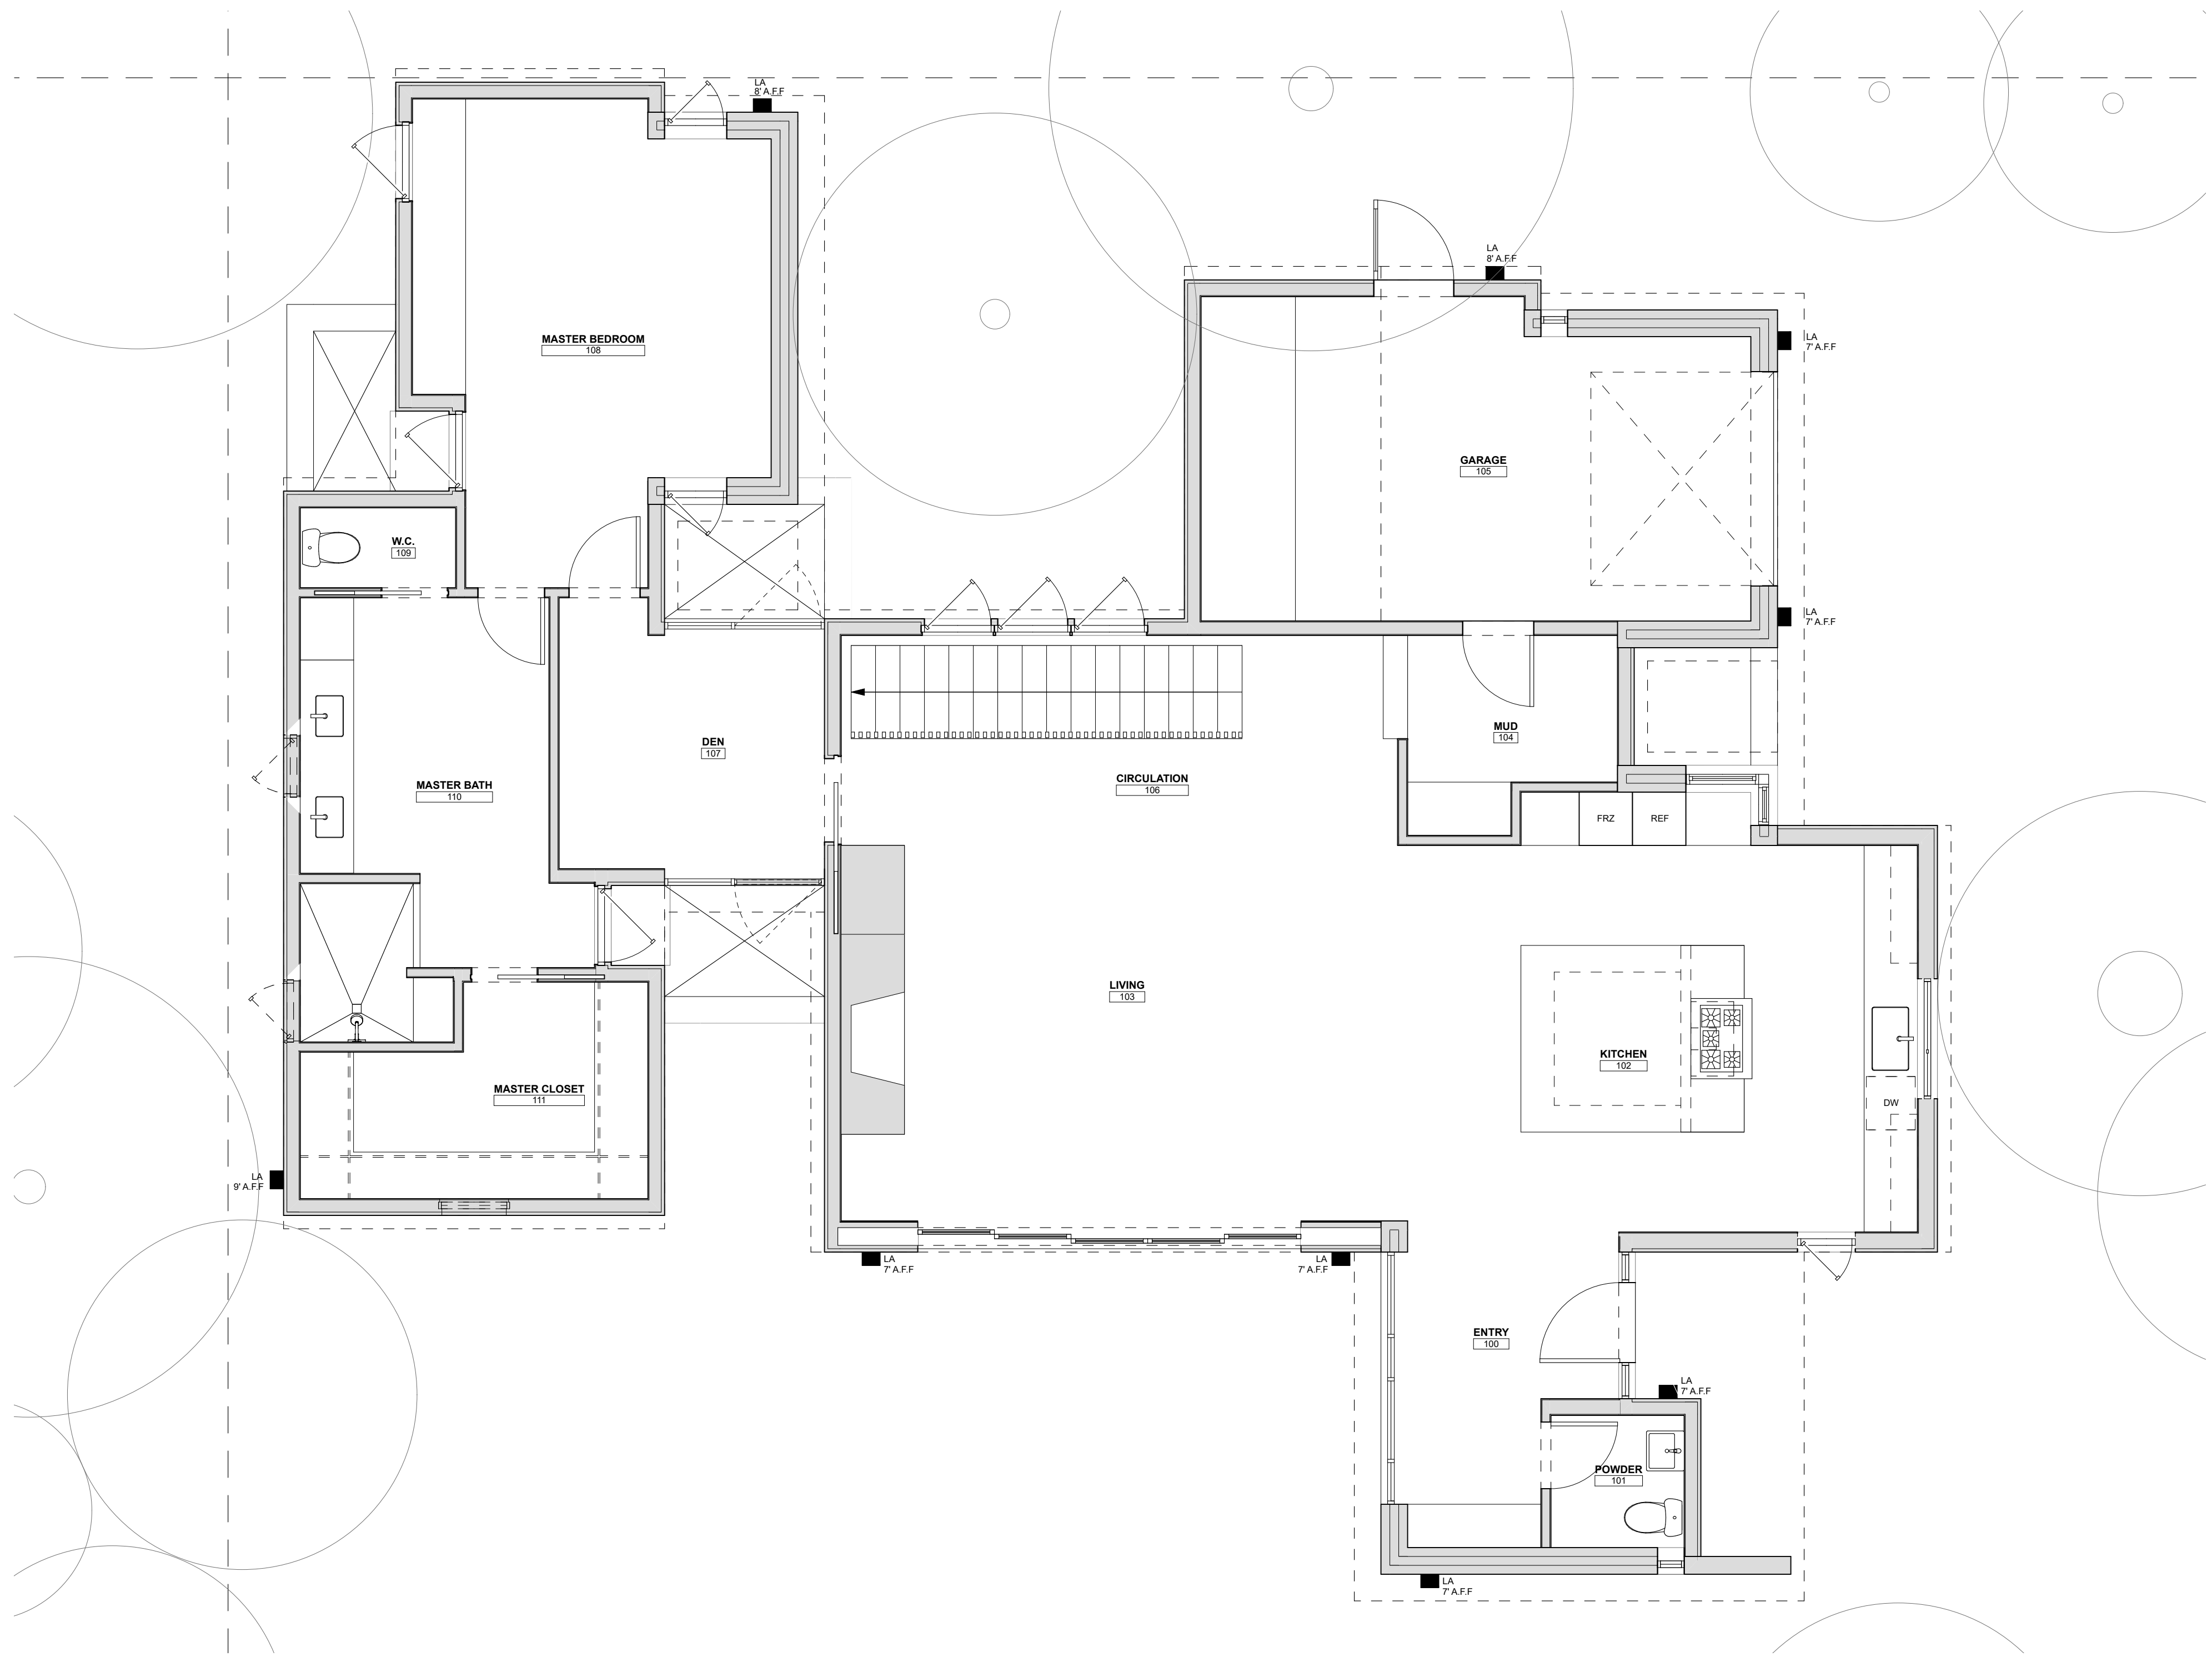 LA
8' A.F.F
LA
8' A.F.F
LA
7' A.F.F
MASTER BEDROOM
108
GARAGE
105
W.C.
109
LA
7' A.F.F
MUD
104
DEN
107
CIRCULATION
106
MASTER BATH
110
FRZ
REF
LIVING
103
KITCHEN
102
MASTER CLOSET
111
DW
LA
9' A.F.F
LA
7' A.F.F
LA
7' A.F.F
ENTRY
100
LA
7' A.F.F
POWDER
101
LA
7' A.F.F